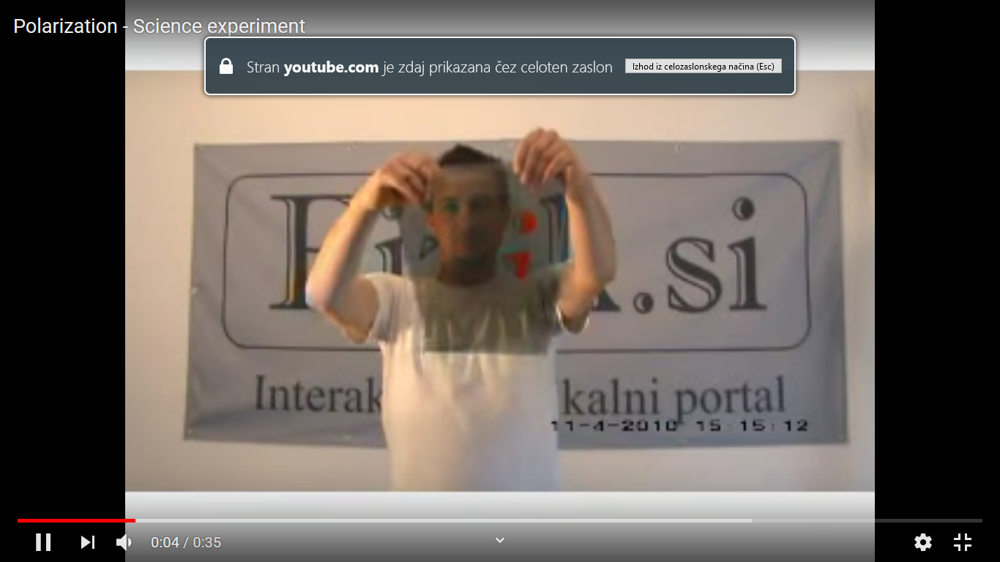 Polarization - Science experiment
Stran youtube.com je zdaj prikazana čez celoten zaslon
Izhod iz celozaslonskega načina (Esc)
.si
Interak kalni portal
11-4-2010 15:15:12
0:04 / 0:35